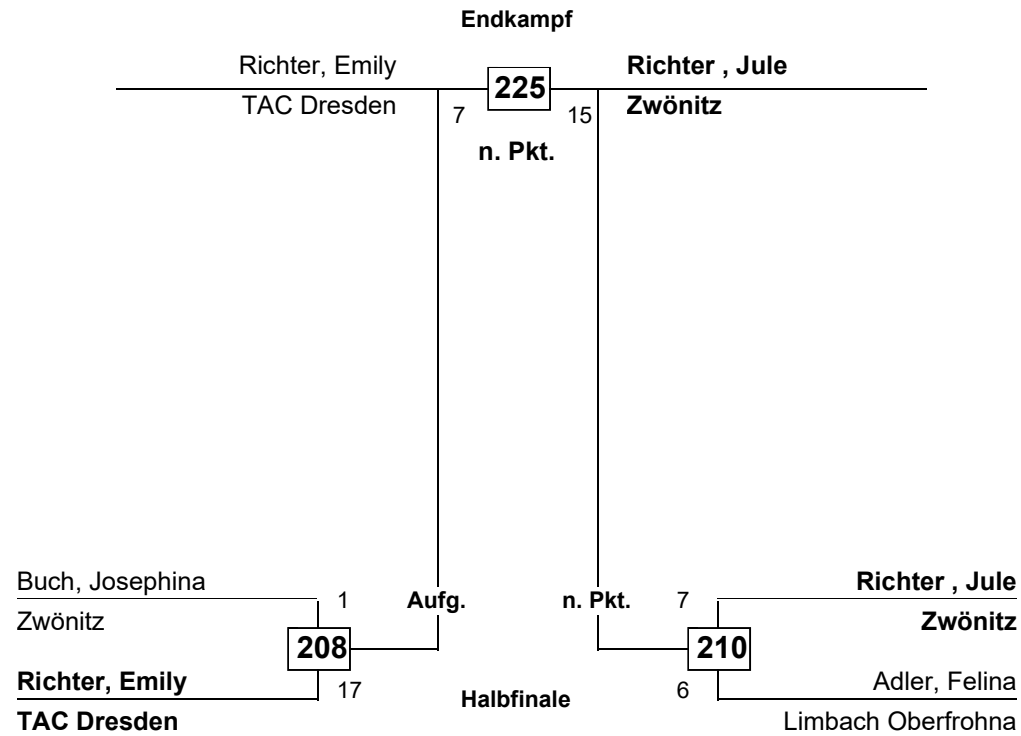 Endkampf
Richter, Emily 225 Richter , Jule
TAC Dresden 7 15 Zwönitz
n. Pkt.
Buch, Josephina Richter , Jule
1 Aufg. n. Pkt. 7
Zwönitz Zwönitz
208 210
Richter, Emily 17 Halbfinale 6 Adler, Felina
TAC Dresden Limbach Oberfrohna